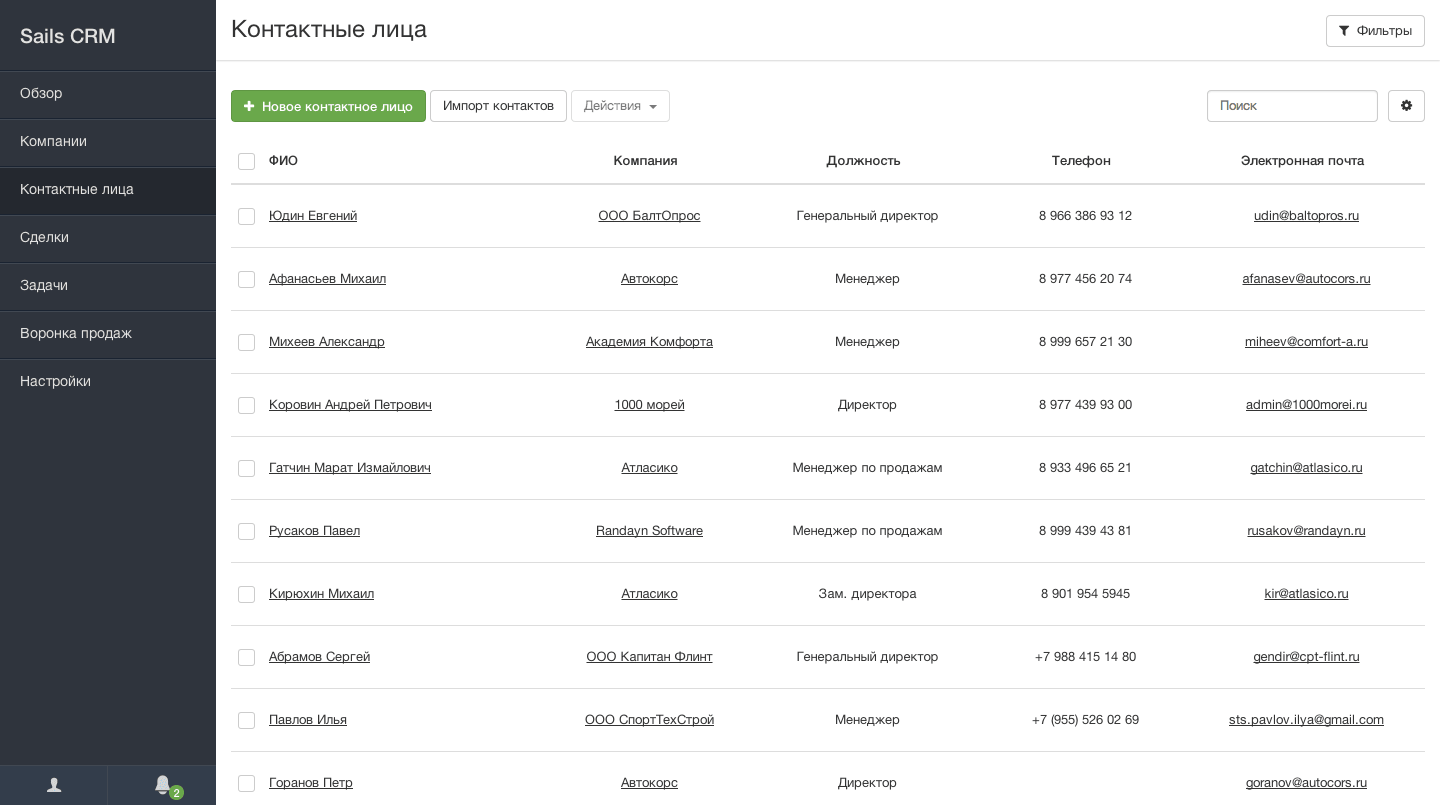 Sails CRM
Обзор
Компании
Контактные лица
Сделки
Задачи
Воронка продаж
Настройки
2
Контактные лица
Фильтры
Новое контактное лицо Импорт контактов Действия Поиск
ФИО Компания Должность Телефон Электронная почта
Юдин Евгений ООО БалтОпрос Генеральный директор 8 966 386 93 12 udin@baltopros.ru
Афанасьев Михаил Автокорс Менеджер 8 977 456 20 74 afanasev@autocors.ru
Михеев Александр Академия Комфорта Менеджер 8 999 657 21 30 miheev@comfort-a.ru
Коровин Андрей Петрович 1000 морей Директор 8 977 439 93 00 admin@1000morei.ru
Гатчин Марат Измайлович Атласико Менеджер по продажам 8 933 496 65 21 gatchin@atlasico.ru
Русаков Павел Randayn Software Менеджер по продажам 8 999 439 43 81 rusakov@randayn.ru
Кирюхин Михаил Атласико Зам. директора 8 901 954 5945 kir@atlasico.ru
Абрамов Сергей ООО Капитан Флинт Генеральный директор +7 988 415 14 80 gendir@cpt-flint.ru
Павлов Илья ООО СпортТехСтрой Менеджер +7 (955) 526 02 69 sts.pavlov.ilya@gmail.com
Горанов Петр Автокорс Директор goranov@autocors.ru